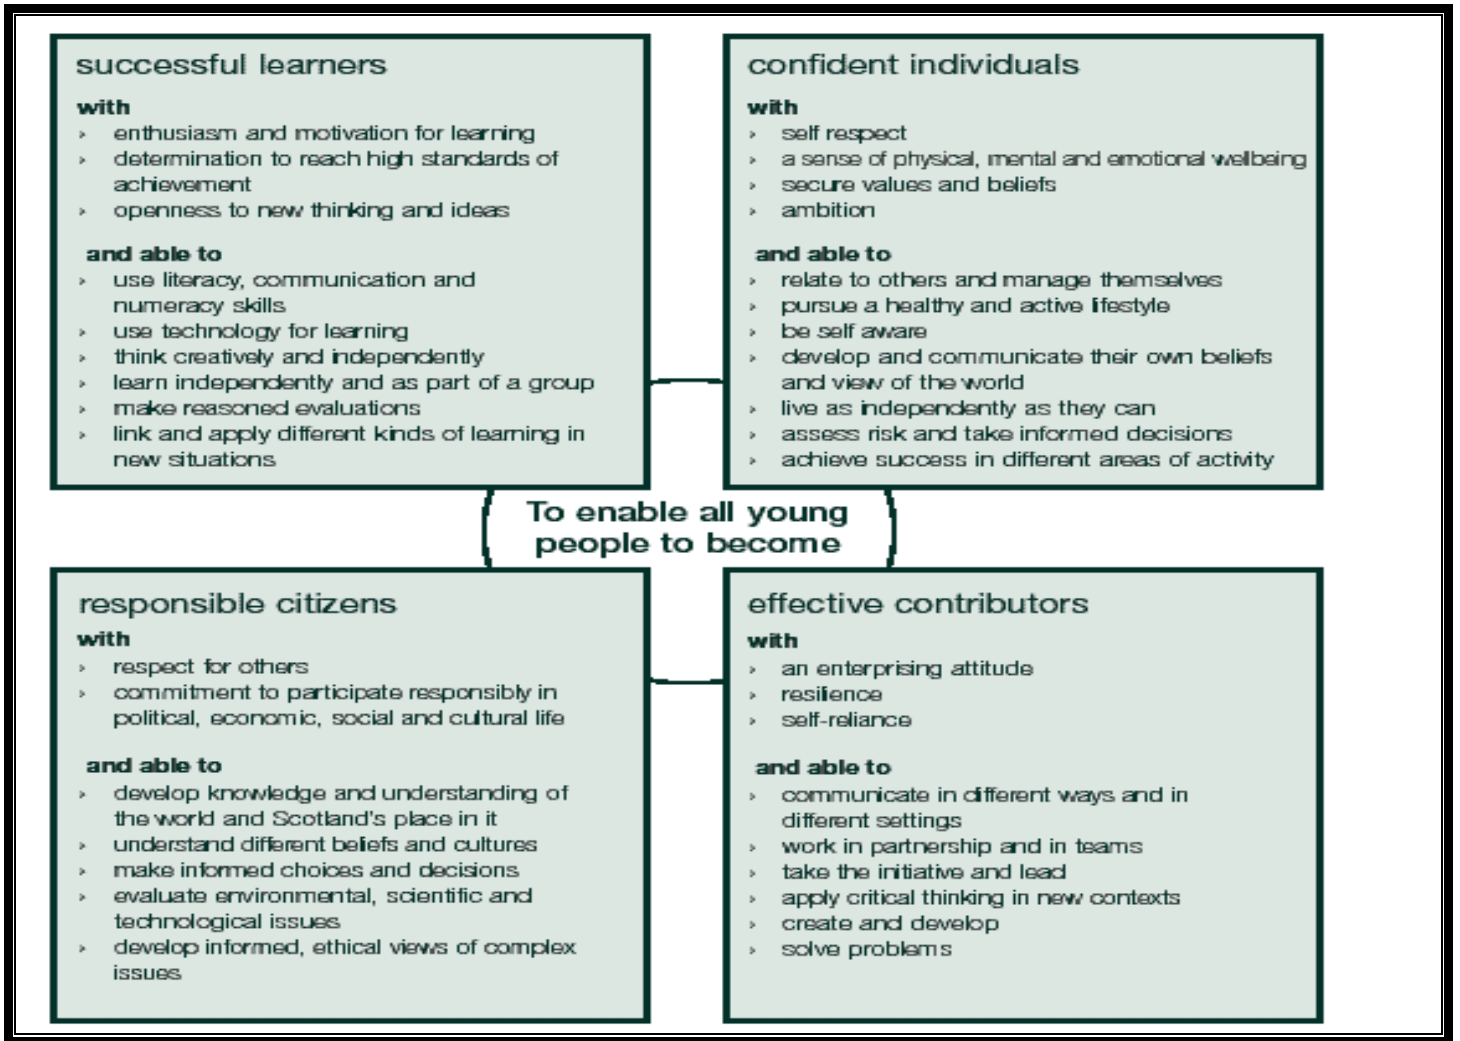 successful learners
with
› enthusiasm and motivation for learning
› determination to reach high standards of
achievement
› openness to new thinking and ideas
and able to
› use literacy, communication and
numeracy skills
› use technology for learning
› think creatively and independently
› learn independently and as part of a group
› make reasoned evaluations
› link and apply different kinds of learning in
new situations
confident individuals
with
› self respect
› a sense of physical, mental and emotional wellbeing
› secure values and beliefs
› ambition
and able to
› relate to others and manage themselves
› pursue a healthy and active lifestyle
› be self aware
› develop and communicate their own beliefs
and view of the world
› live as independently as they can
› assess risk and take informed decisions
› achieve success in different areas of activity
To enable all young
people to become
responsible citizens
with
› respect for others
› commitment to participate responsibly in
political, economic, social and cultural life
and able to
› develop knowledge and understanding of
the world and Scotland's place in it
› understand different beliefs and cultures
› make informed choices and decisions
› evaluate environmental, scientific and
technological issues
› develop informed, ethical views of complex
issues
effective contributors
with
› an enterprising attitude
› resilience
› self-reliance
and able to
› communicate in different ways and in
different settings
› work in partnership and in teams
› take the initiative and lead
› apply critical thinking in new contexts
› create and develop
› solve problems